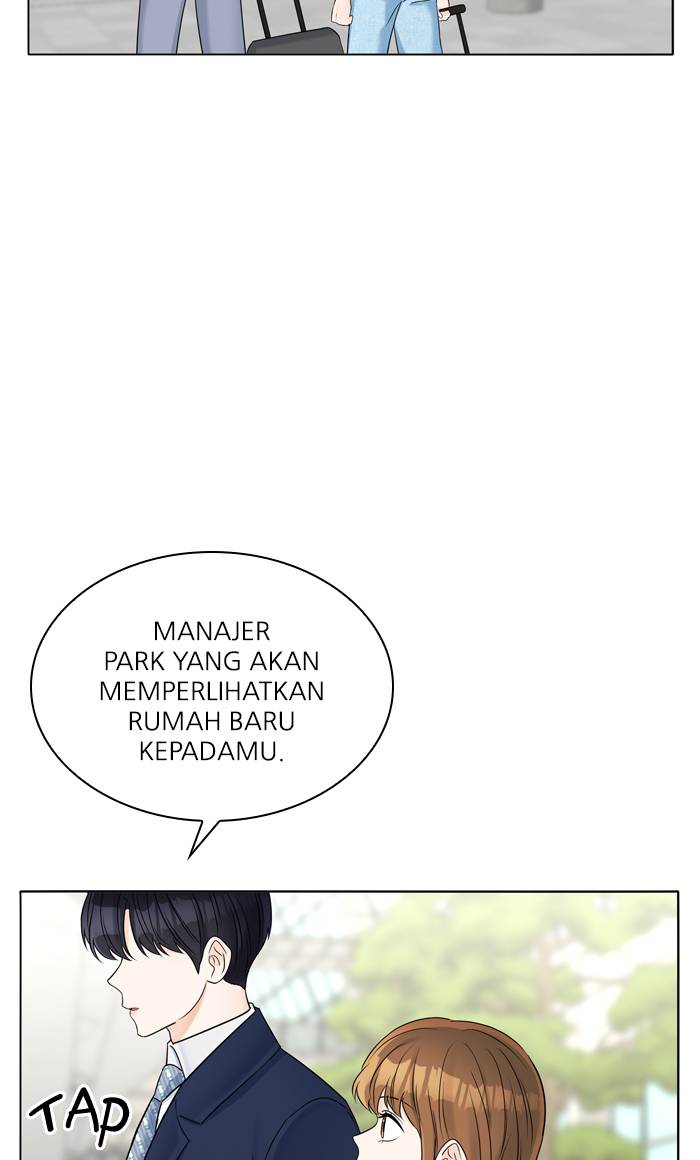 MANAJER
PARK YANG AKAN
MEMPERLIHATKAN
RUMAH BARU
KEPADAMU.
TAP